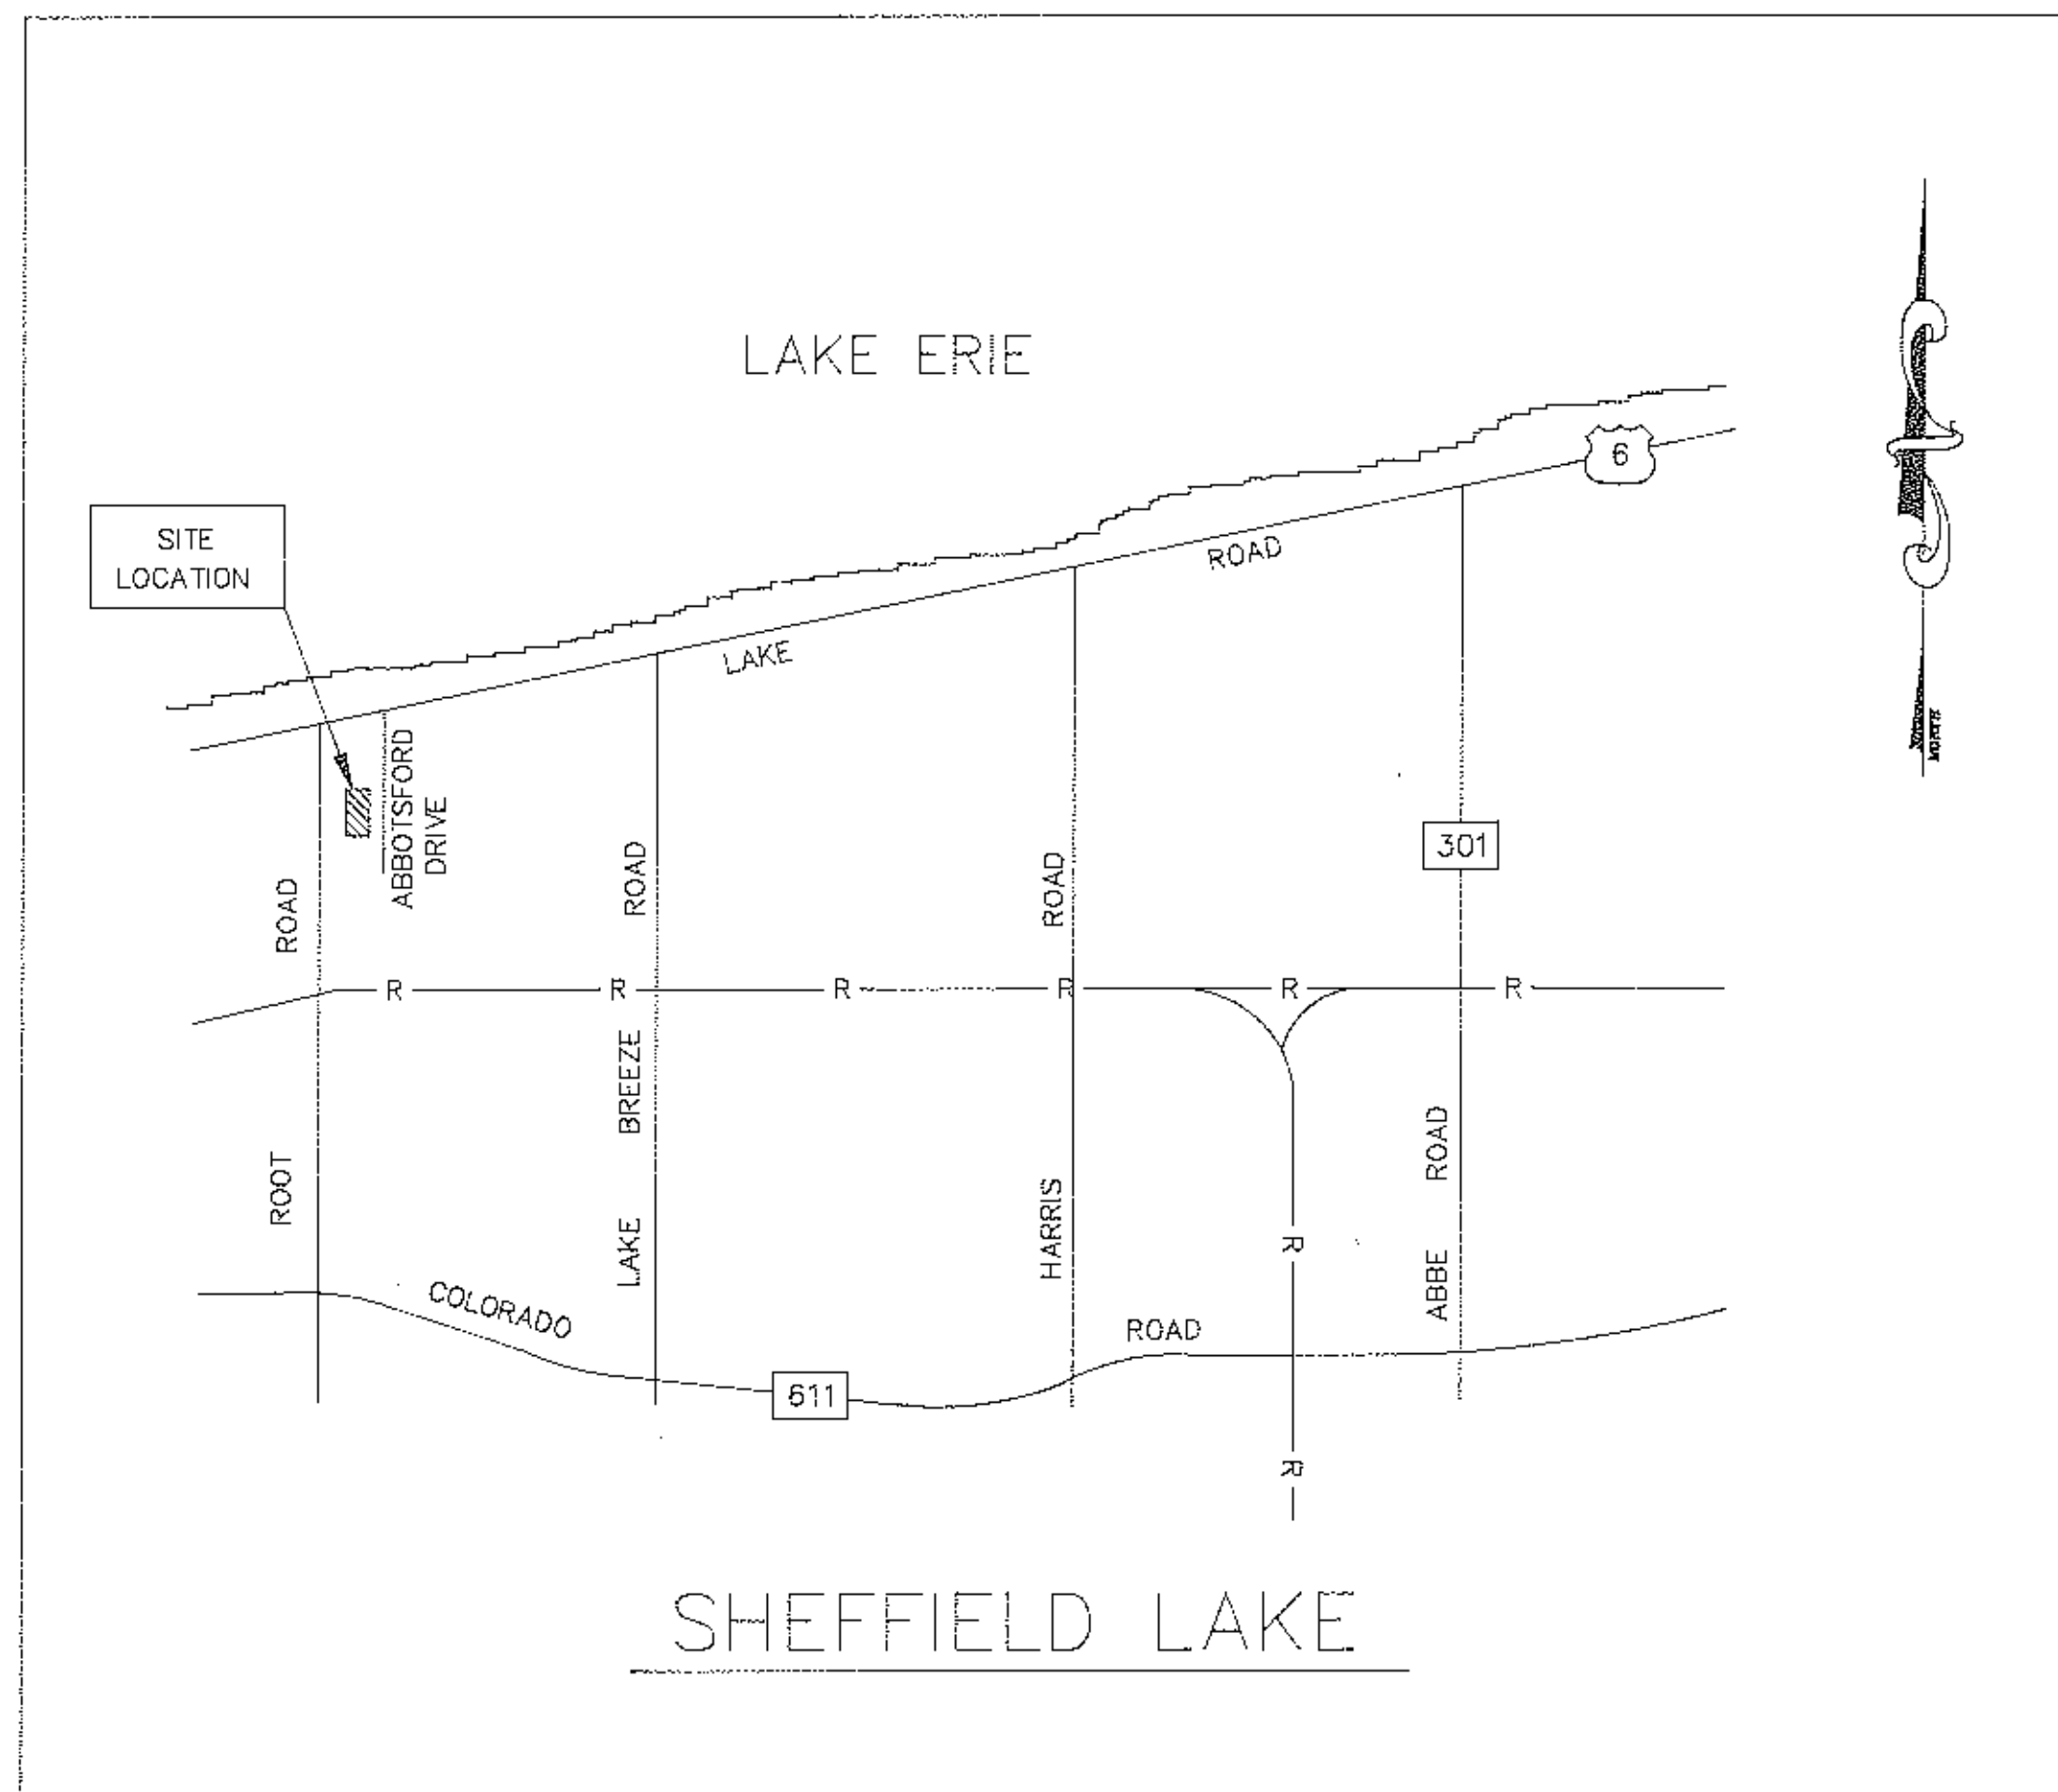 LAKE ERIE
6
SITE
LOCATION
ROAD
LAKE
ABBOTSFORD
DRIVE
301
ROAD
ROAD
ROAD
R R R R R R
BREEZE
ROAD
ROOT
HARRIS
LAKE
R
ABBE
COLORADO
ROAD
611
R
SHEFFIELD LAKE
NORTH